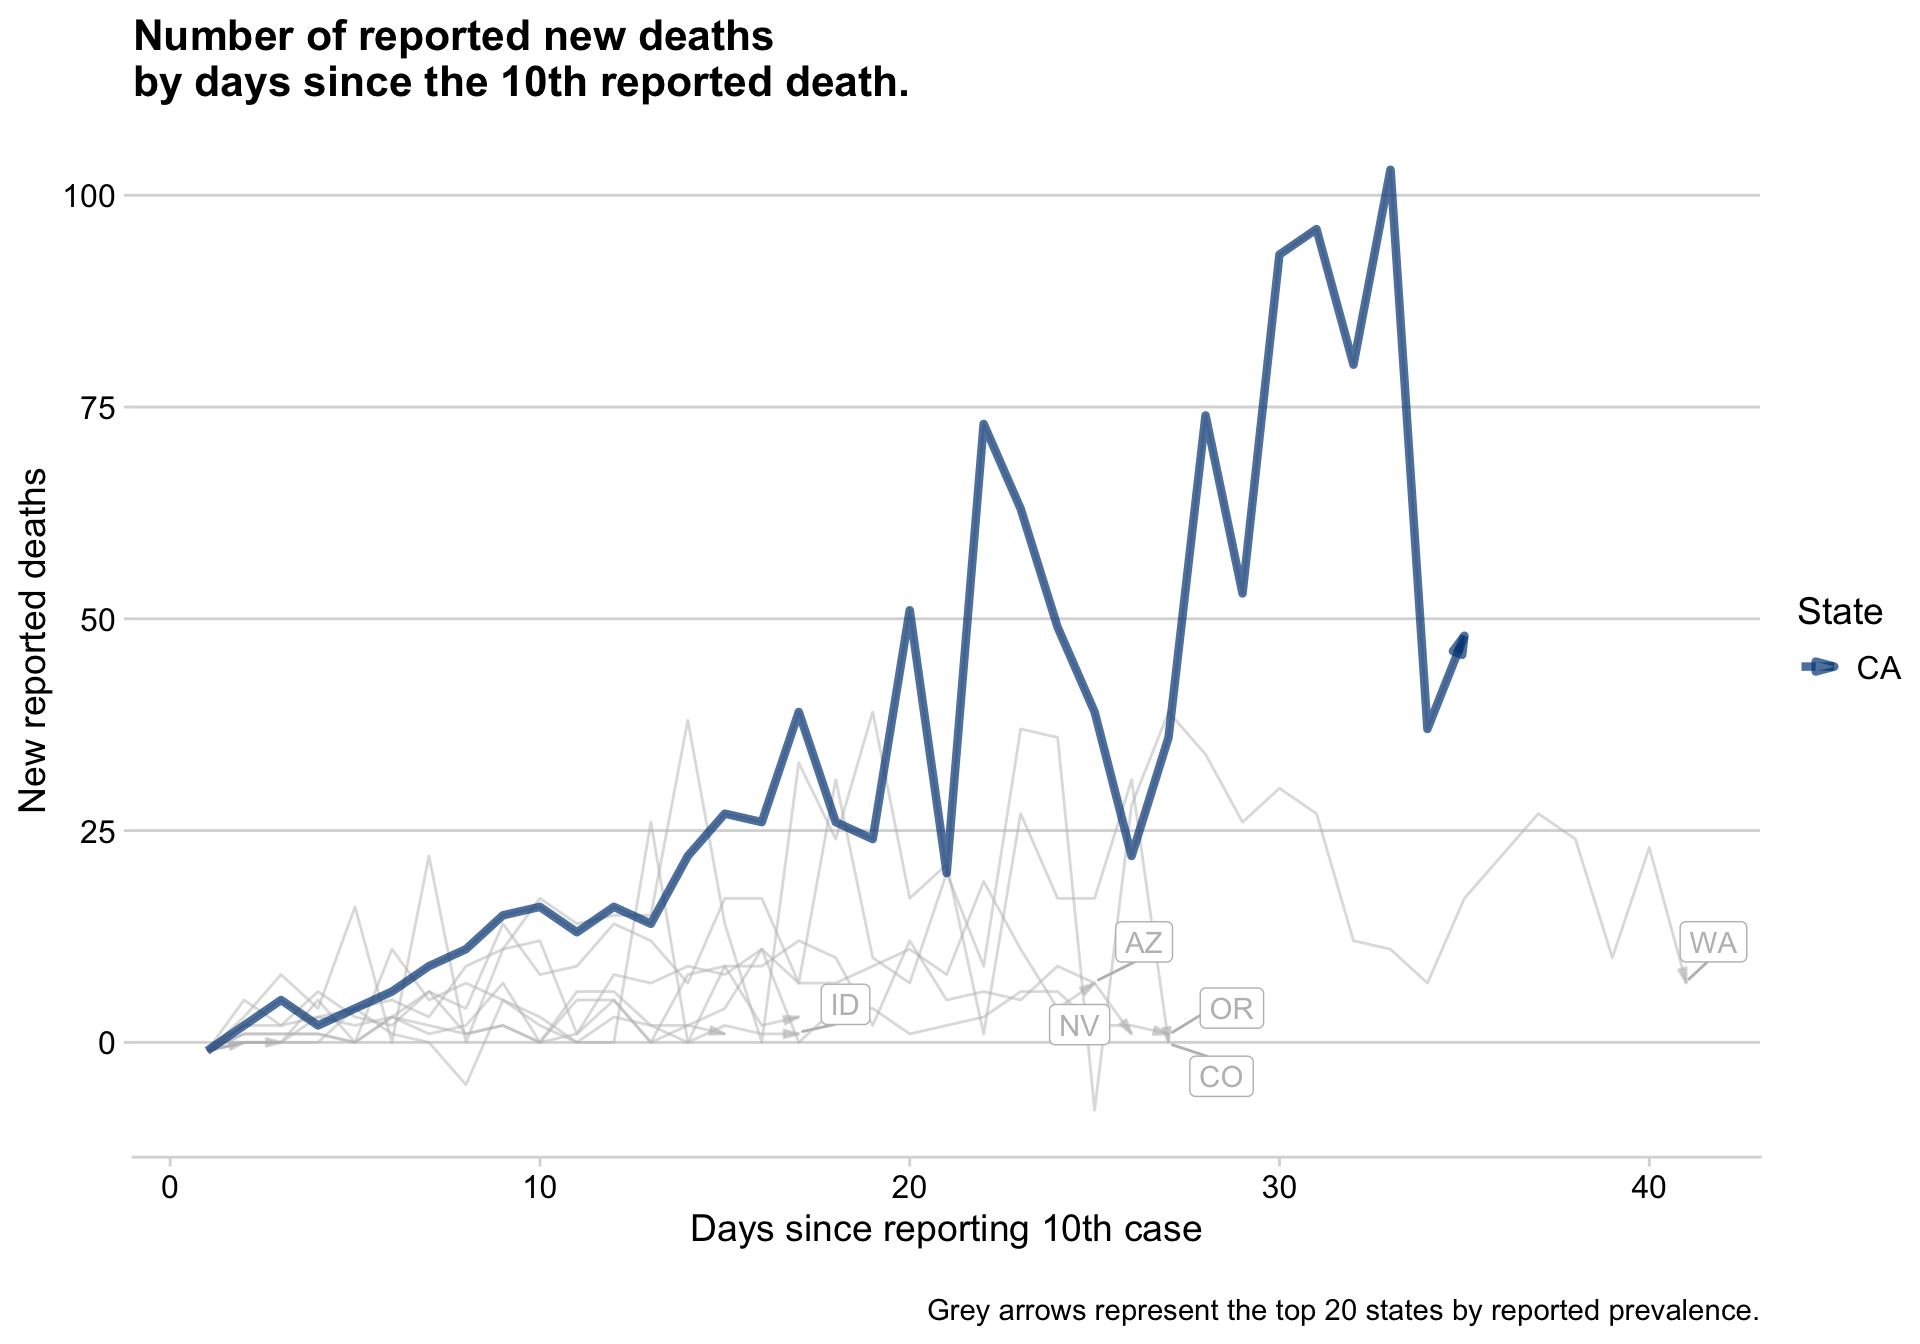 Number of reported new deaths
by days since the 10th reported death.
100
75
50
25
0
New reported deaths
AZ
WA
ID
OR
NV
CO
State
CA
0 10 20 30 40
Days since reporting 10th case
Grey arrows represent the top 20 states by reported prevalence.